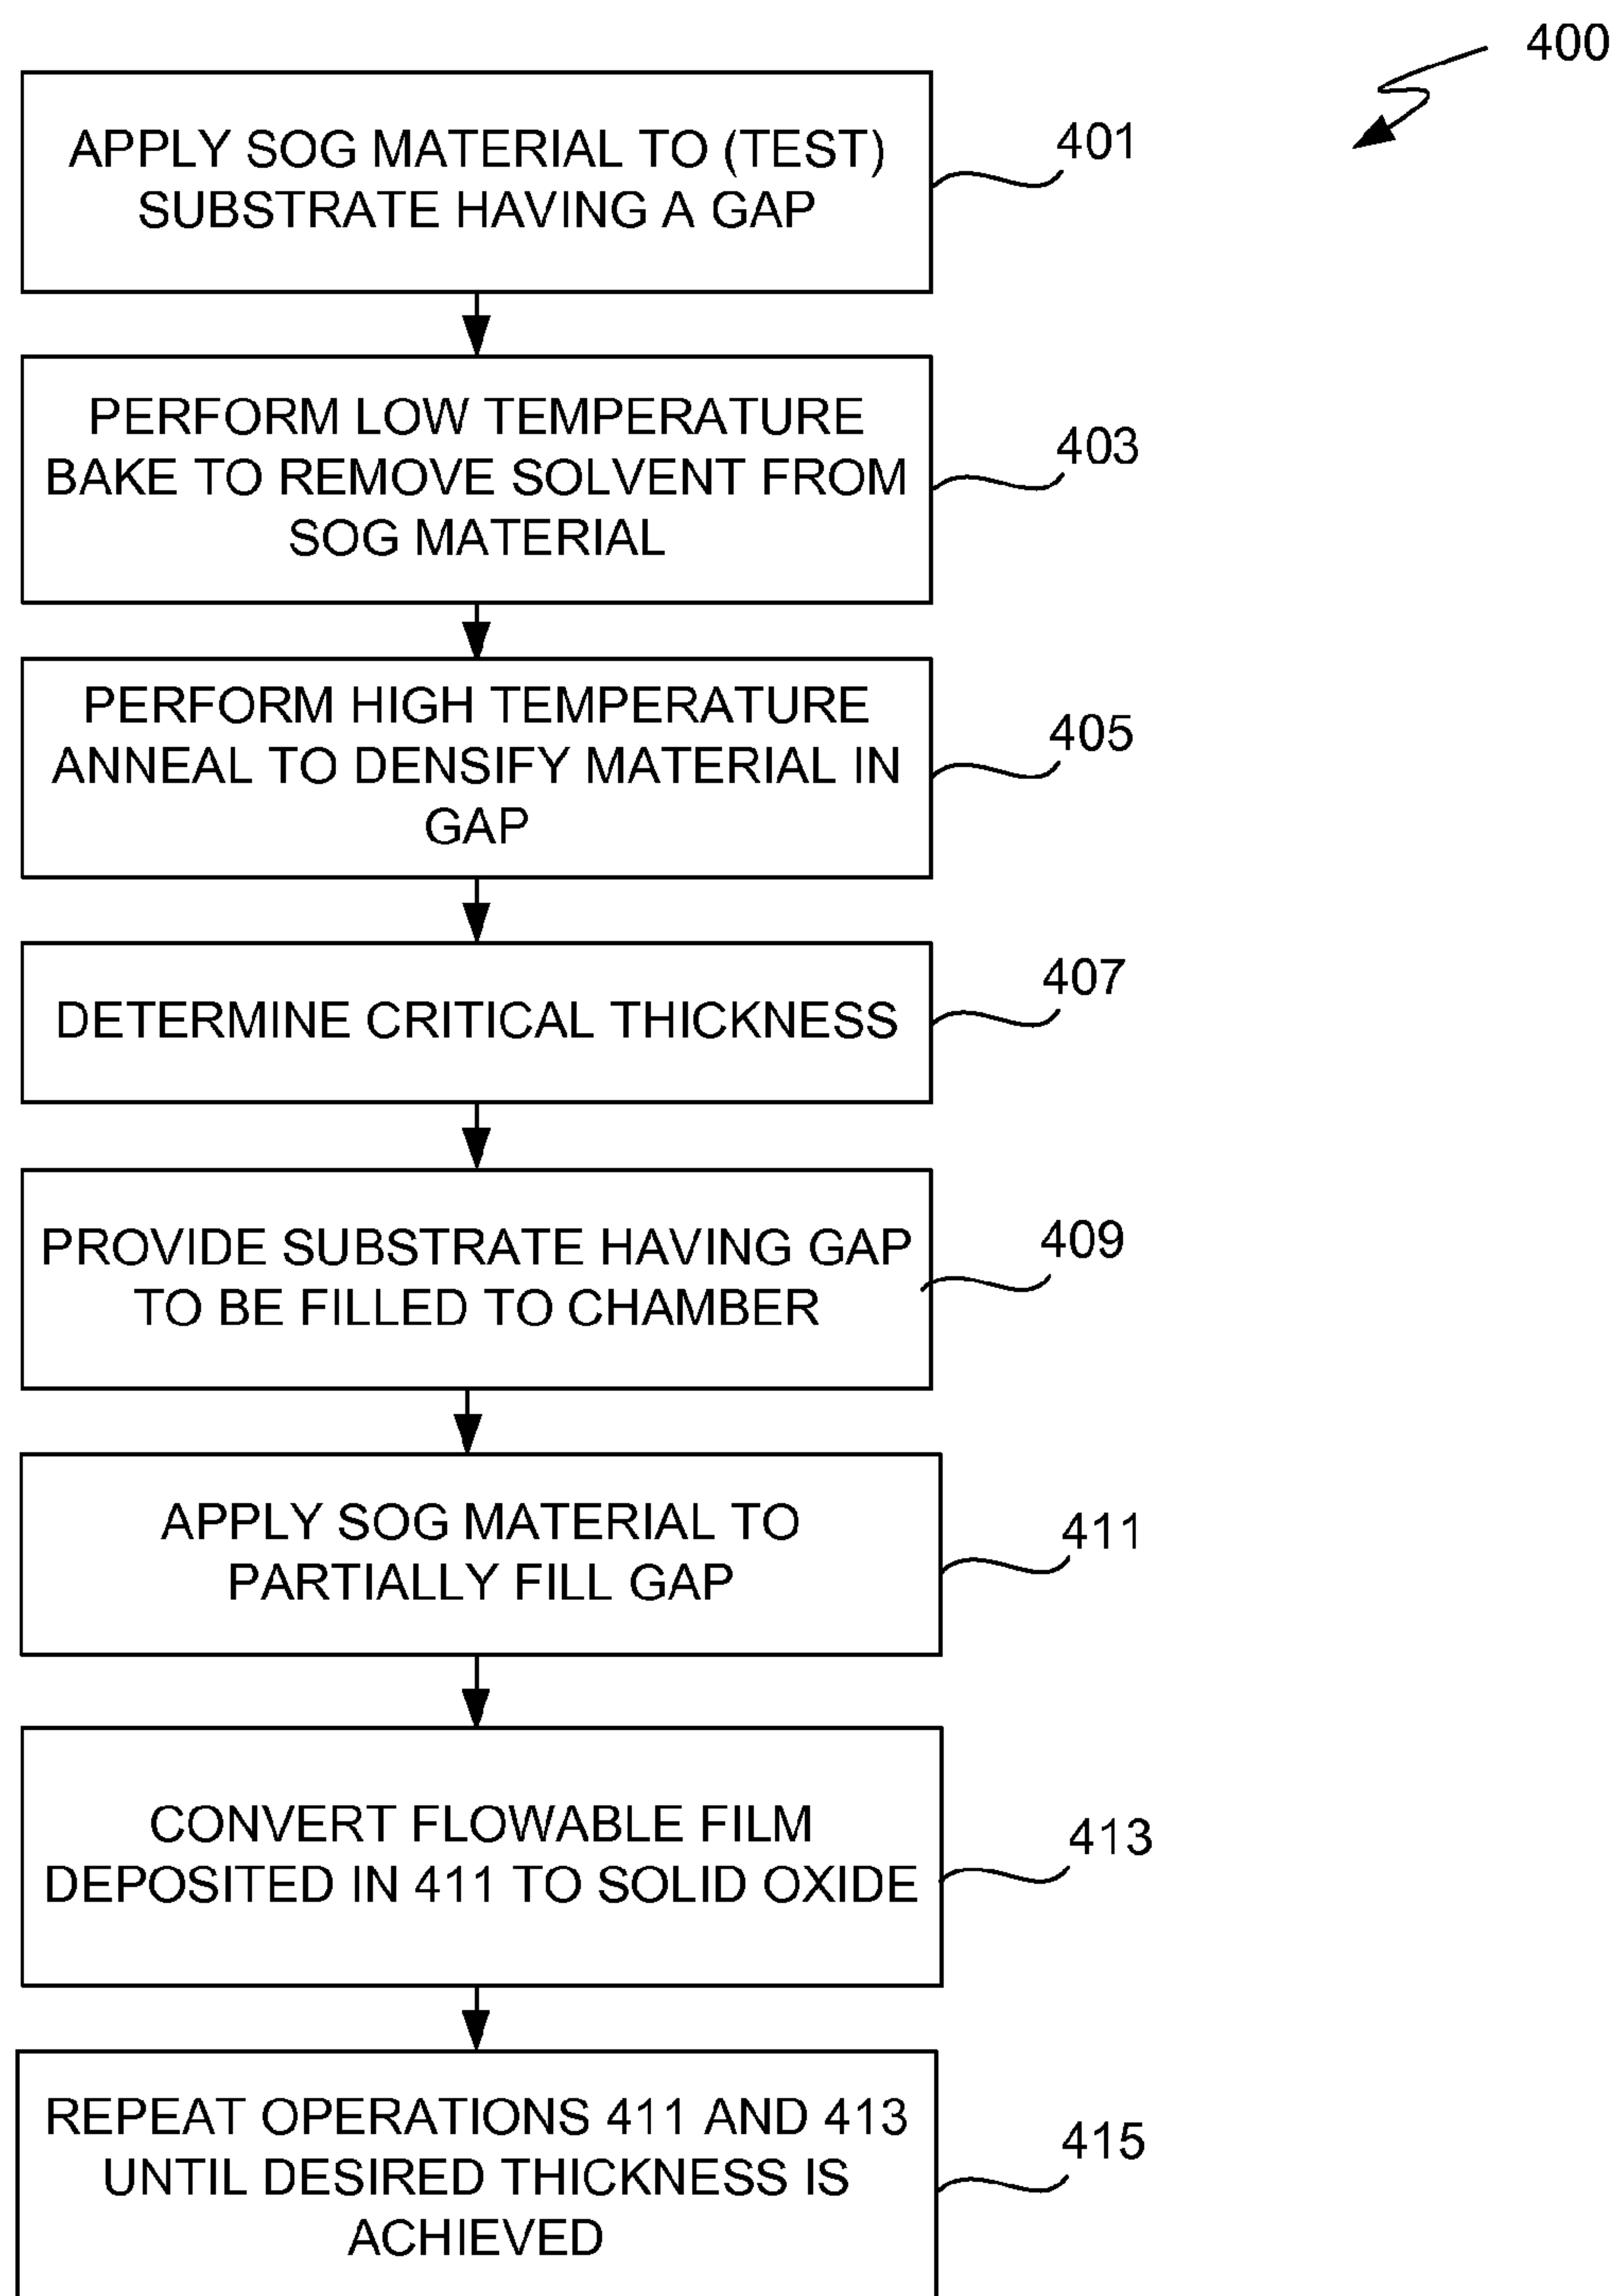 400
APPLY SOG MATERIAL TO (TEST)
SUBSTRATE HAVING A GAP
401
PERFORM LOW TEMPERATURE
BAKE TO REMOVE SOLVENT FROM
SOG MATERIAL
403
PERFORM HIGH TEMPERATURE
ANNEAL TO DENSIFY MATERIAL IN
GAP
405
DETERMINE CRITICAL THICKNESS
407
PROVIDE SUBSTRATE HAVING GAP
TO BE FILLED TO CHAMBER
409
APPLY SOG MATERIAL TO
PARTIALLY FILL GAP
411
CONVERT FLOWABLE FILM
DEPOSITED IN 411 TO SOLID OXIDE
413
REPEAT OPERATIONS 411 AND 413
UNTIL DESIRED THICKNESS IS
ACHIEVED
415